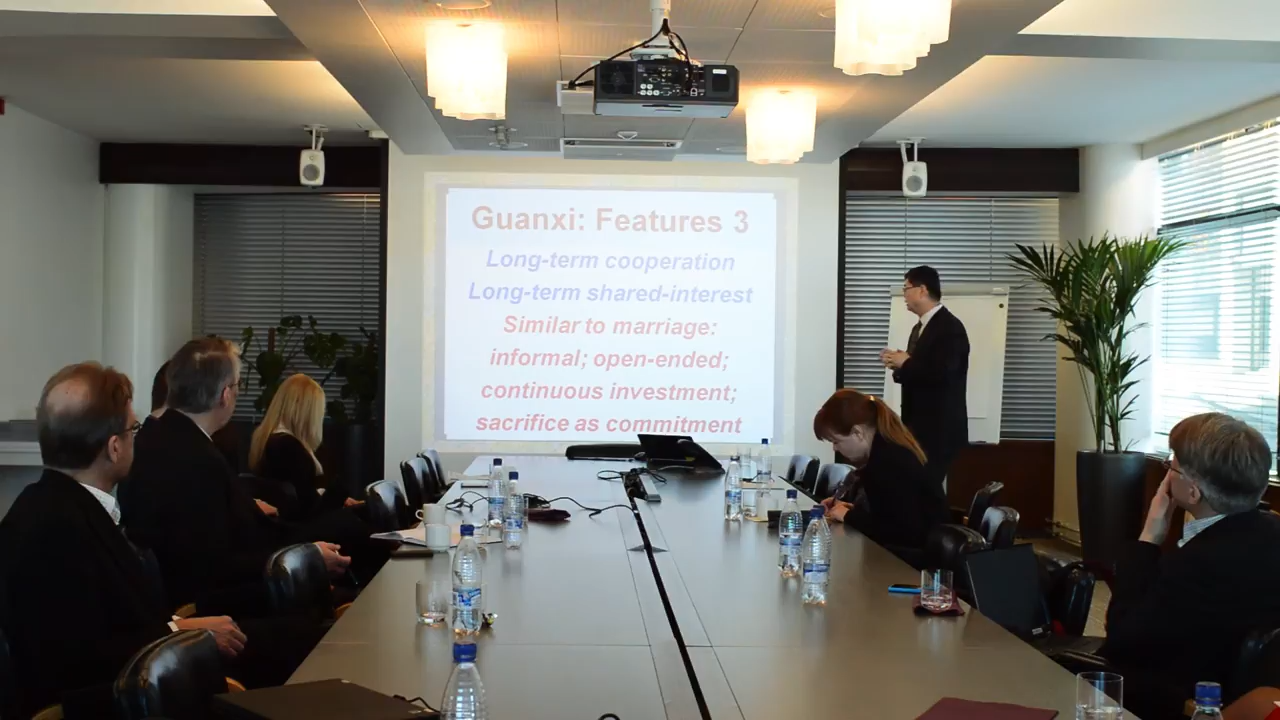 Guanxi: Features 3
Long-term cooperation
Long-term shared-interest
Similar to marriage:
informal; open-ended;
continuous investment;
sacrifice as commitment